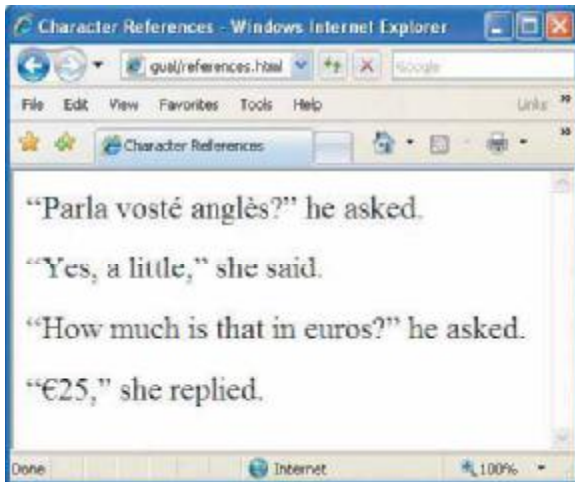 Character References - Windows Internet Explorer
gual/references.html Google
File Edit View Favorites Tools Help Links »
Character References »
“Parla vosté anglès?” he asked.
“Yes, a little,” she said.
“How much is that in euros?” he asked.
“€25,” she replied.
Done Internet 100%